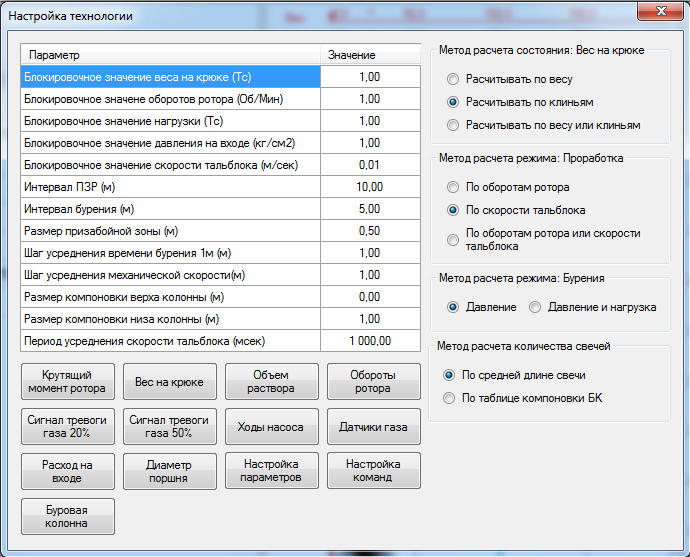 Настройка технологии
Параметр Значение
Блокировочное значение веса на крюке (Тс) 1,00
Блокировочное значене оборотов ротора (Об/Мин) 1,00
Блокировочное значение нагрузки (Тс) 1,00
Блокировочное значение давления на входе (кг/см2) 1,00
Блокировочное значение скорости тальблока (м/сек) 0,01
Интервал ПЗР (м) 10,00
Интервал бурения (м) 5,00
Размер призабойной зоны (м) 0,50
Шаг усреднения времени бурения 1м (м) 1,00
Шаг усреднения механической скорости(м) 1,00
Размер компоновки верха колонны (м) 0,00
Размер компоновки низа колонны (м) 1,00
Период усреднения скорости тальблока (мсек) 1 000,00
Крутящий
момент ротора
Вес на крюке
Объем
раствора
Обороты
ротора
Сигнал тревоги
газа 20%
Сигнал тревоги
газа 50%
Ходы насоса
Датчики газа
Расход на
входе
Диаметр
поршня
Настройка
параметров
Настройка
команд
Буровая
колонна
Метод расчета состояния: Вес на крюке
Расчитывать по весу
Расчитывать по клиньям
Расчитывать по весу или клиньям
Метод расчета режима: Проработка
По оборотам ротора
По скорости тальблока
По оборотам ротора или скорости
тальблока
Метод расчета режима: Бурения
Давление Давление и нагрузка
Метод расчета количества свечей
По средней длине свечи
По таблице компоновки БК